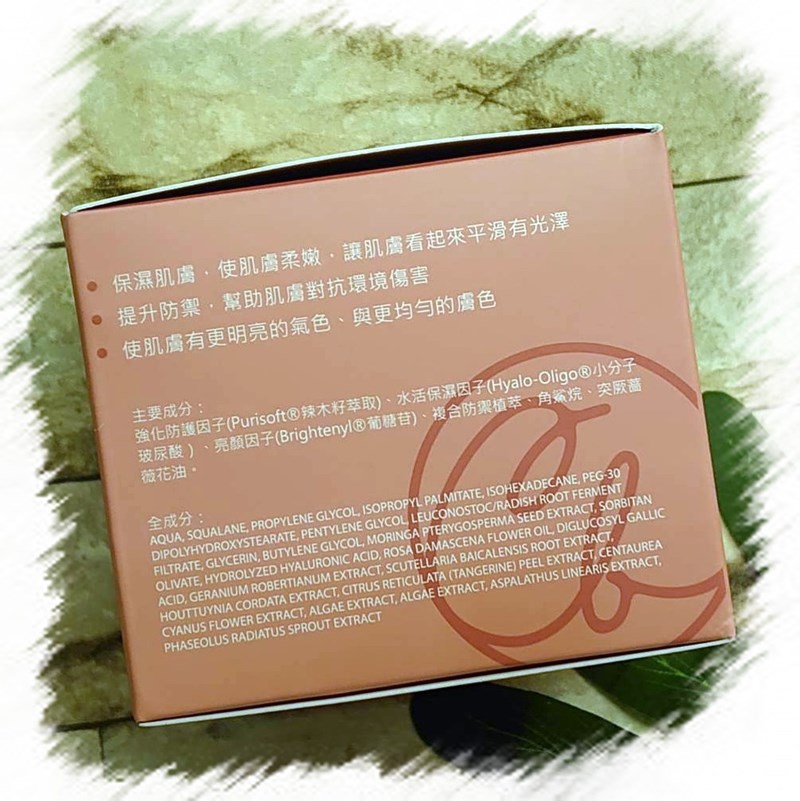 保濕肌膚，使肌膚柔嫩，讓肌膚看起來平滑有光澤
提升防禦，幫助肌膚對抗環境傷害
使肌膚有更明亮的氣色、與更均勻的膚色
主要成分：
強化防護因子(Purisoft®辣木籽萃取)、水活保濕因子(Hyalo-Oligo®小分子
玻尿酸）、亮顏因子(Brightenyl®葡糖苷)、複合防禦植萃、角鯊烷、突厥薔
薇花油。
全成分：
AQUA, SQUALANE, PROPYLENE GLYCOL, ISOPROPYL PALMITATE, ISOHEXADECANE, PEG-30
DIPOLYHYDROXYSTEARATE, PENTYLENE GLYCOL, LEUCONOSTOC/RADISH ROOT FERMENT
FILTRATE, GLYCERIN, BUTYLENE GLYCOL, MORINGA PTERYGOSPERMA SEED EXTRACT, SORBITAN
OLIVATE, HYDROLYZED HYALURONIC ACID, ROSA DAMASCENA FLOWER OIL, DIGLUCOSYL GALLIC
ACID, GERANIUM ROBERTIANUM EXTRACT, SCUTELLARIA BAICALENSIS ROOT EXTRACT,
HOUTTUYNIA CORDATA EXTRACT, CITRUS RETICULATA (TANGERINE) PEEL EXTRACT, CENTAUREA
CYANUS FLOWER EXTRACT, ALGAE EXTRACT, ALGAE EXTRACT, ASPALATHUS LINEARIS EXTRACT,
PHASEOLUS RADIATUS SPROUT EXTRACT